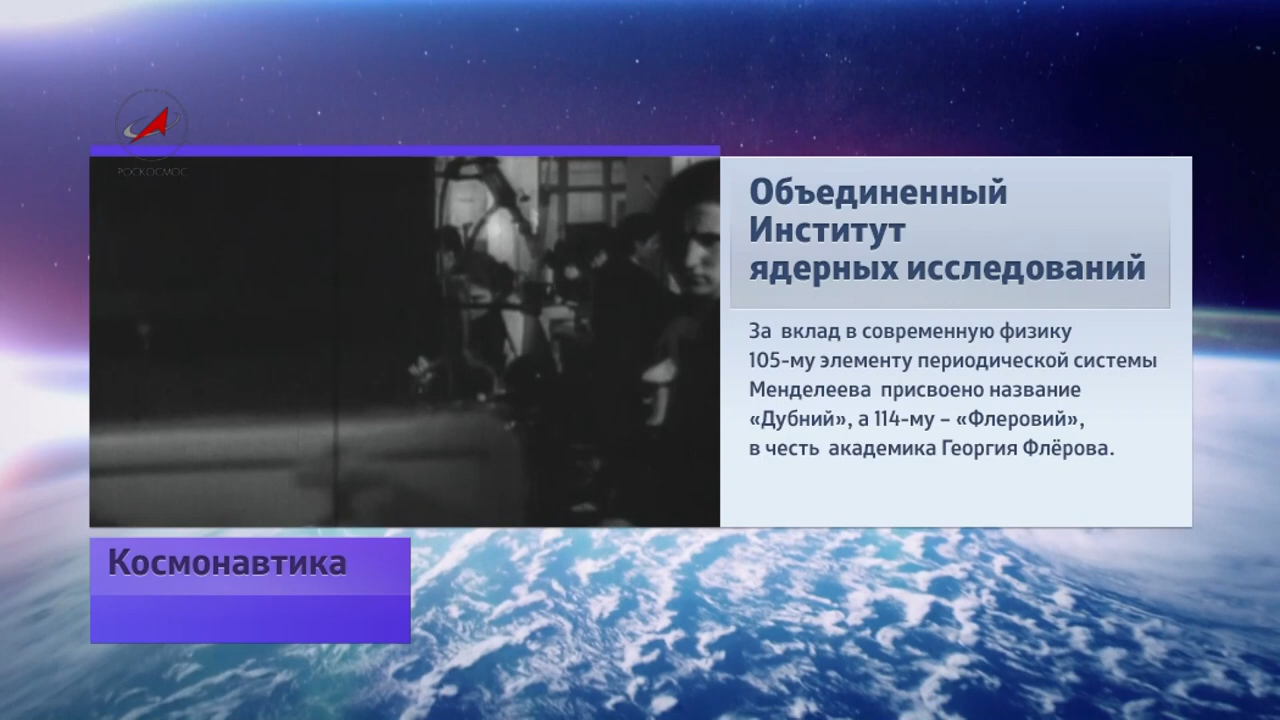 РОСКОСМОС
Объединенный
Институт
ядерных исследований
За вклад в современную физику
105-му элементу периодической системы
Менделеева присвоено название
«Дубний», а 114-му – «Флеровий»,
в честь академика Георгия Флёрова.
Космонавтика